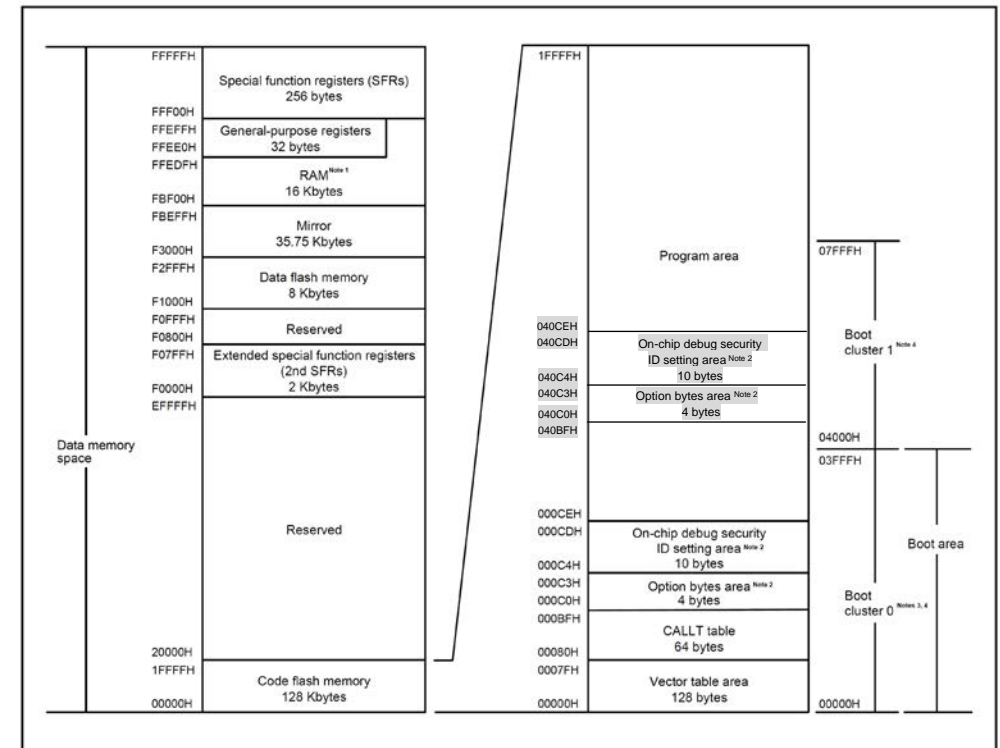 FFFFFH
Special function registers (SFRs)
256 bytes
FFF00H
FFEFFH
General-purpose registers
32 bytes
FFEE0H
FFEDFH
RAM Note 1
16 Kbytes
FBF00H
FBEFFH
Mirror
35.75 Kbytes
F3000H
F2FFFH
Data flash memory
8 Kbytes
F1000H
F0FFFH
Reserved
F0800H
F07FFH
Extended special function registers
(2nd SFRs)
2 Kbytes
F0000H
EFFFFH
Data memory
space
Reserved
20000H
1FFFFH
Code flash memory
128 Kbytes
00000H
1FFFFH
Program area
040CEH
040CDH
On-chip debug security
ID setting area Note 2
10 bytes
040C4H
040C3H
Option bytes area Note 2
4 bytes
040C0H
040BFH
000CEH
000CDH
On-chip debug security
ID setting area Note 2
10 bytes
000C4H
000C3H
Option bytes area Note 2
4 bytes
000C0H
000BFH
CALLT table
64 bytes
00080H
0007FH
Vector table area
128 bytes
00000H
07FFFH
Boot
cluster 1 Note 4
04000H
03FFFH
Boot area
Boot
cluster 0 Notes 3, 4
00000H